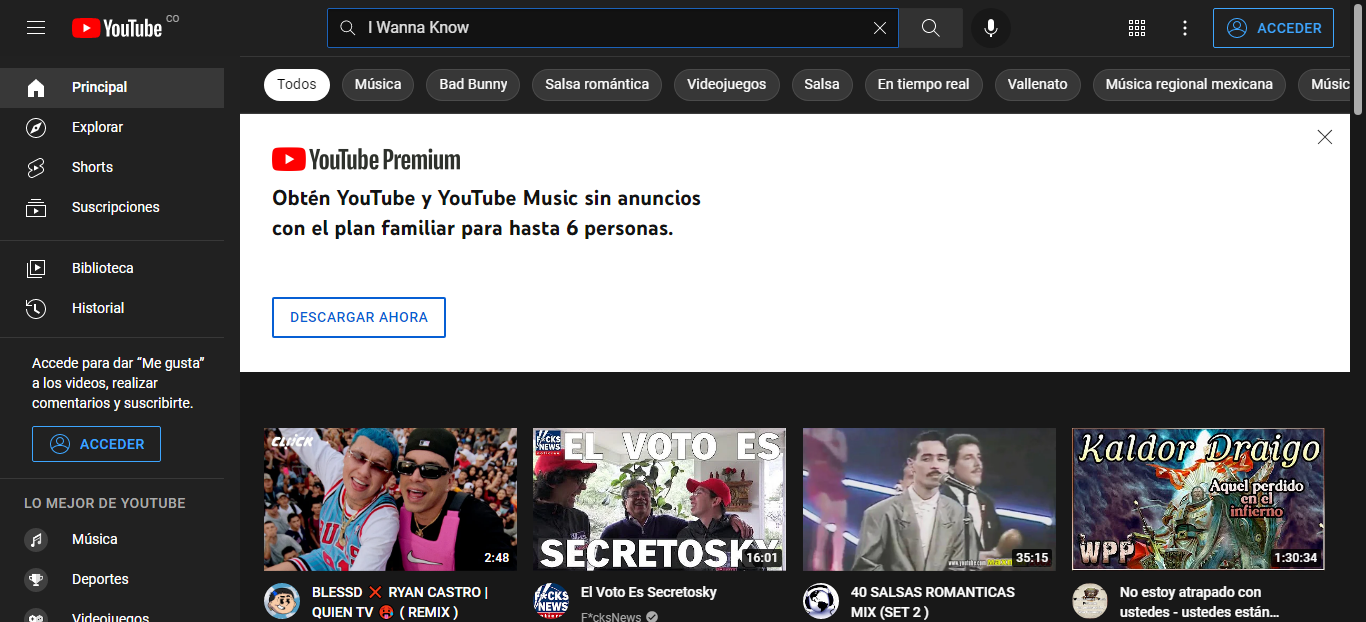 YouTube CO
I Wanna Know
ACCEDER
Principal
Explorar
Shorts
Suscripciones
Biblioteca
Historial
Accede para dar “Me gusta”
a los videos, realizar
comentarios y suscribirte.
ACCEDER
LO MEJOR DE YOUTUBE
Música
Deportes
Videojuegos
Todos
Música
Bad Bunny
Salsa romántica
Videojuegos
Salsa
En tiempo real
Vallenato
Música regional mexicana
Músic
YouTube Premium
Obtén YouTube y YouTube Music sin anuncios
con el plan familiar para hasta 6 personas.
DESCARGAR AHORA
CLIICK
2:48
BLESSD ❌ RYAN CASTRO |
QUIEN TV 🥵 ( REMIX )
F*CKS
NEWS
EL VOTO ES
SECRETOSKY
16:01
F*CKS
NEWS
El Voto Es Secretosky
F*cksNews
35:15
40 SALSAS ROMANTICAS
MIX (SET 2 )
Kaldor Draigo
Aquel perdido
en el
infierno
WPP
1:30:34
No estoy atrapado con
ustedes - ustedes están...